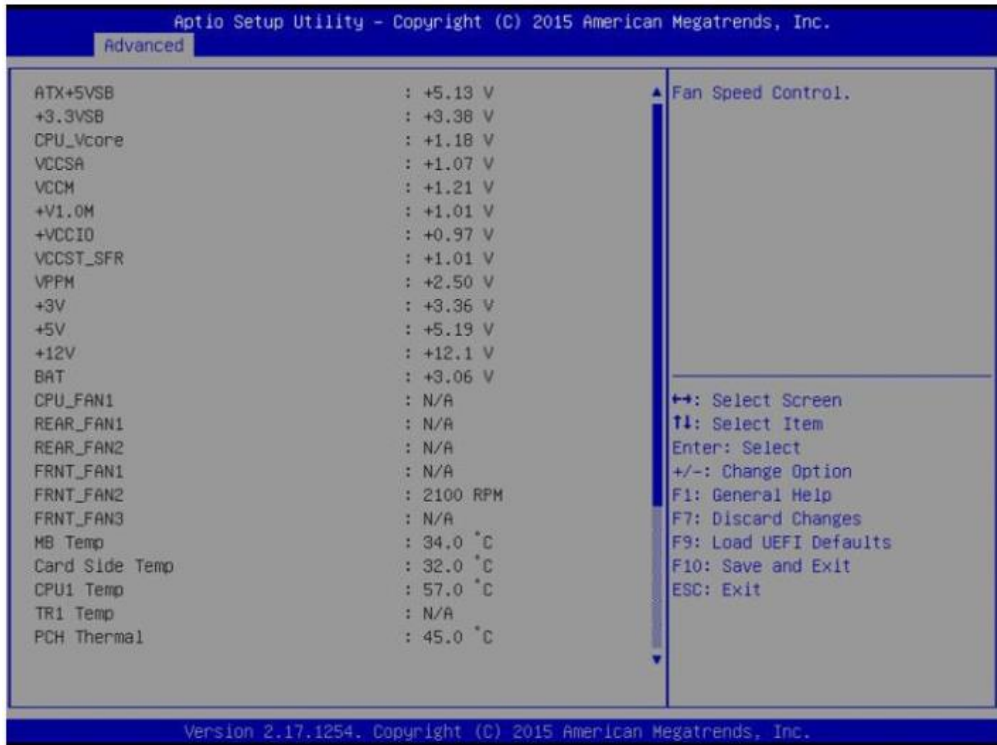 Aptio Setup Utility – Copyright (C) 2015 American Megatrends, Inc.
Advanced
ATX+5VSB : +5.13 V
+3.3VSB : +3.38 V
CPU_Vcore : +1.18 V
VCCSA : +1.07 V
VCCM : +1.21 V
+V1.0M : +1.01 V
+VCCIO : +0.97 V
VCCST_SFR : +1.01 V
VPPM : +2.50 V
+3V : +3.36 V
+5V : +5.19 V
+12V : +12.1 V
BAT : +3.06 V
CPU_FAN1 : N/A
REAR_FAN1 : N/A
REAR_FAN2 : N/A
FRNT_FAN1 : N/A
FRNT_FAN2 : 2100 RPM
FRNT_FAN3 : N/A
MB Temp : 34.0 °C
Card Side Temp : 32.0 °C
CPU1 Temp : 57.0 °C
TR1 Temp : N/A
PCH Thermal : 45.0 °C
Fan Speed Control.
↔: Select Screen
↑↓: Select Item
Enter: Select
+/-: Change Option
F1: General Help
F7: Discard Changes
F9: Load UEFI Defaults
F10: Save and Exit
ESC: Exit
Version 2.17.1254. Copyright (C) 2015 American Megatrends, Inc.